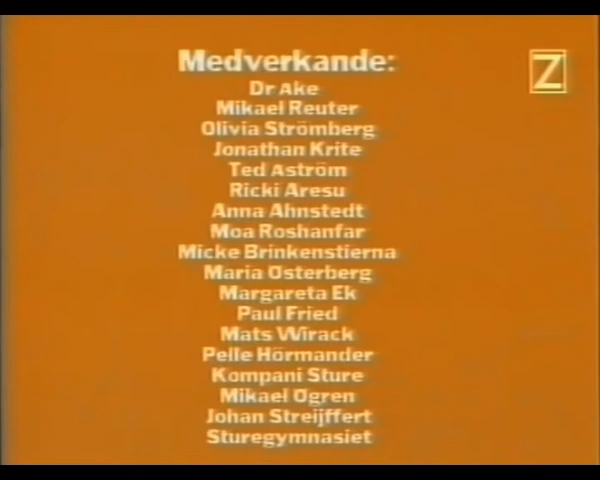 Medverkande:
Z
Dr Ake
Mikael Reuter
Olivia Strömberg
Jonathan Krite
Ted Aström
Ricki Aresu
Anna Ahnstedt
Moa Roshanfar
Micke Brinkenstierna
Maria Osterberg
Margareta Ek
Paul Fried
Mats Wirack
Pelle Hörmander
Kompani Sture
Mikael Ogren
Johan Streijffert
Sturegymnasiet